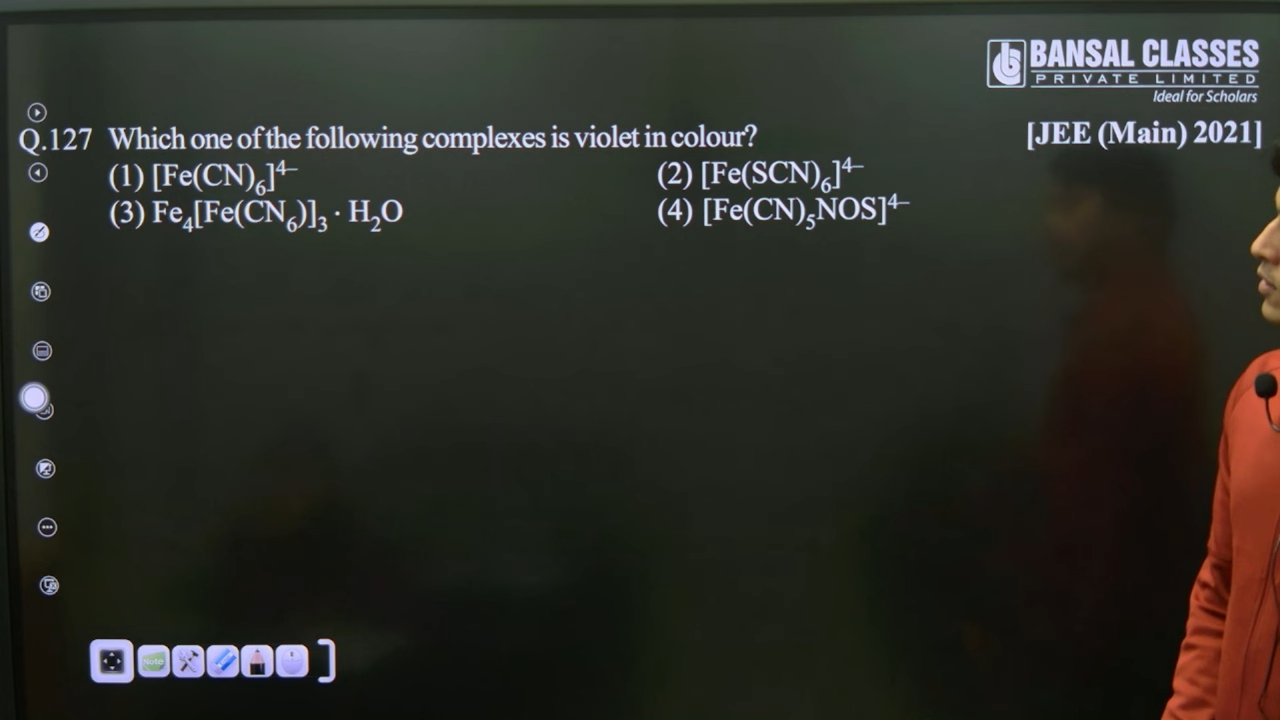 BANSAL CLASSES
PRIVATE LIMITED
Ideal for Scholars
Q.127 Which one of the following complexes is violet in colour? [JEE (Main) 2021]
(1) [Fe(CN)₆]⁴⁻ (2) [Fe(SCN)₆]⁴⁻
(3) Fe₄[Fe(CN₆)]₃ · H₂O (4) [Fe(CN)₅NOS]⁴⁻
Note